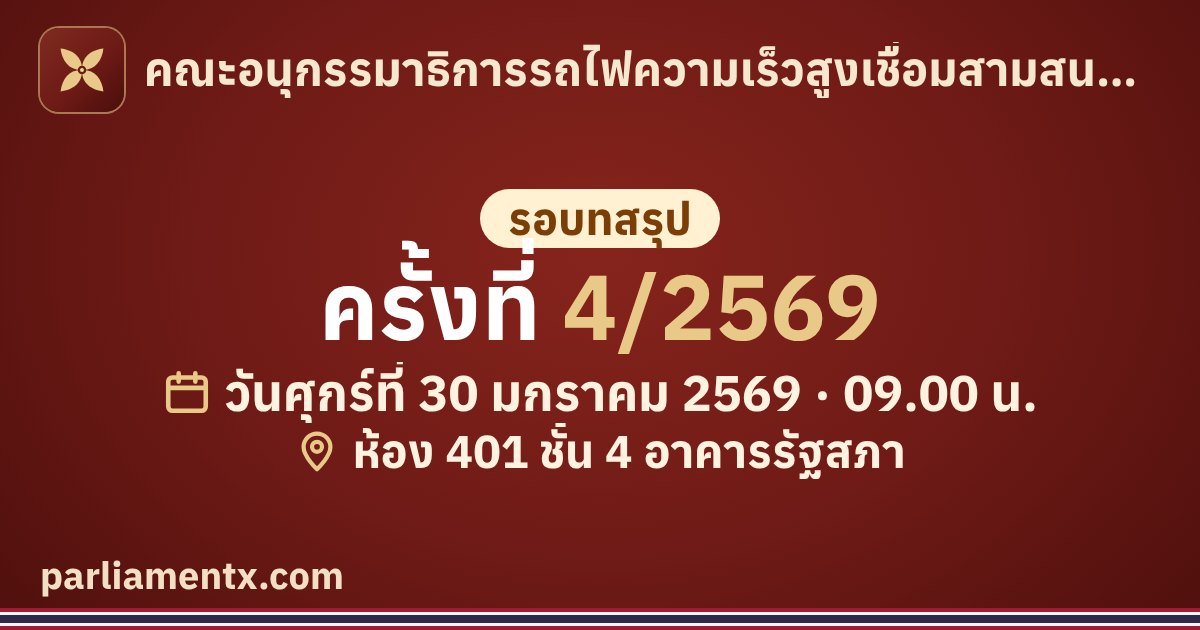 คณะอนุกรรมาธิการรถไฟความเร็วสูงเชื่อมสามสน...
รอบทสรุป
ครั้งที่ 4/2569
วันศุกร์ที่ 30 มกราคม 2569 · 09.00 น.
ห้อง 401 ชั้น 4 อาคารรัฐสภา
parliamentx.com